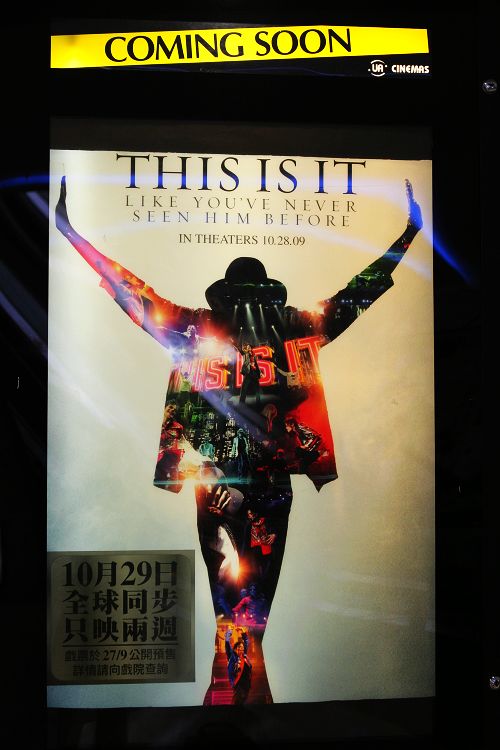 COMING SOON
UA CINEMAS
THIS IS IT
LIKE YOU'VE NEVER
SEEN HIM BEFORE
IN THEATERS 10.28.09
THIS IS IT
10月29日
全球同步
只映兩週
戲票於 27/9 公開預售
詳情請向戲院查詢